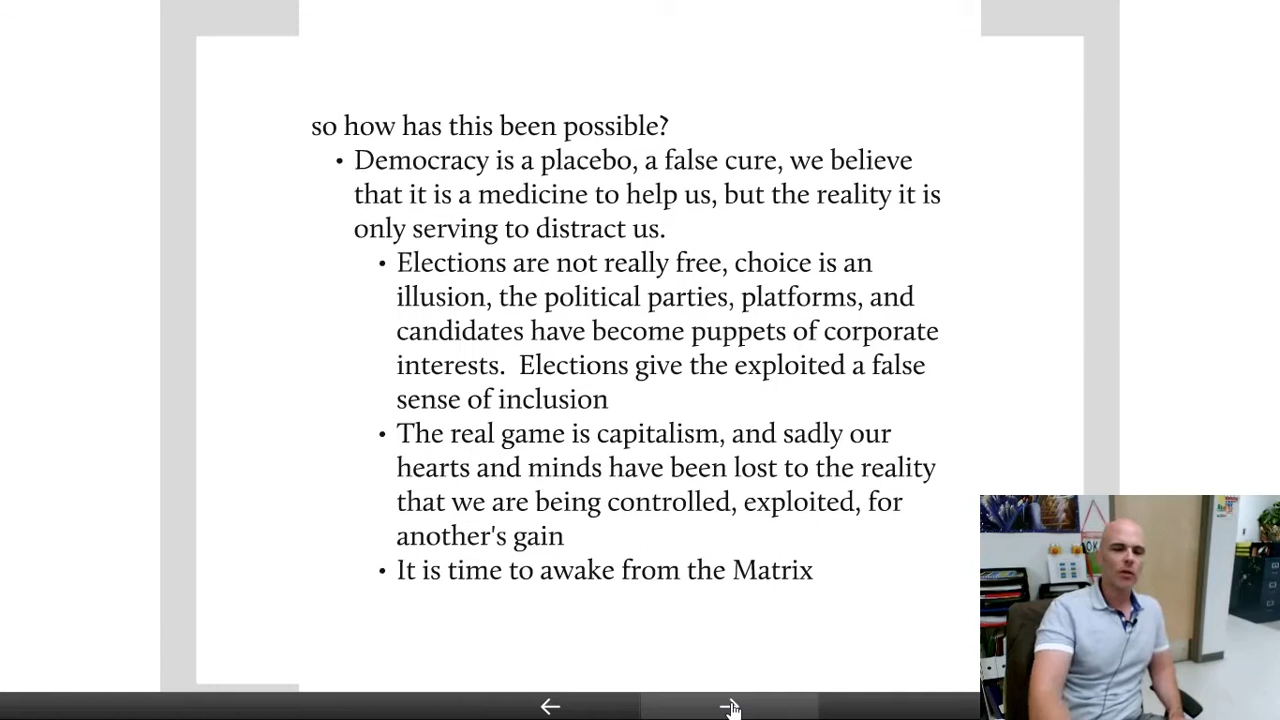 so how has this been possible?
• Democracy is a placebo, a false cure, we believe
that it is a medicine to help us, but the reality it is
only serving to distract us.
• Elections are not really free, choice is an
illusion, the political parties, platforms, and
candidates have become puppets of corporate
interests.  Elections give the exploited a false
sense of inclusion
• The real game is capitalism, and sadly our
hearts and minds have been lost to the reality
that we are being controlled, exploited, for
another's gain
• It is time to awake from the Matrix